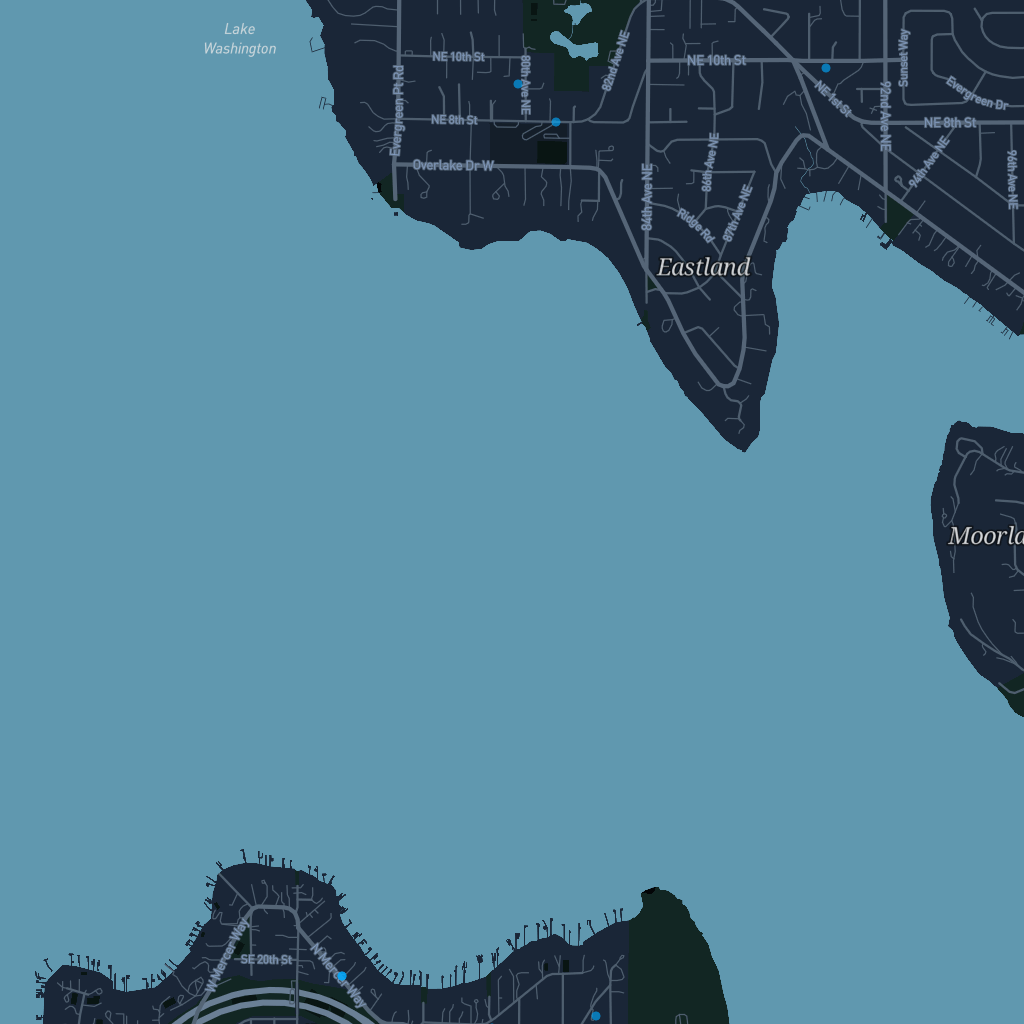 Lake
Washington
NE 10th St
80th Ave NE
82nd Ave NE
NE 10th St
Sunset Way
Evergreen Dr
NE 1st St
92nd Ave NE
NE 8th St
Evergreen Pt Rd
NE 8th St
Overlake Dr W
84th Ave NE
86th Ave NE
87th Ave NE
Ridge Rd
94th Ave NE
96th Ave NE
Eastland
Moorla
W Mercer Way
SE 20th St
N Mercer Way